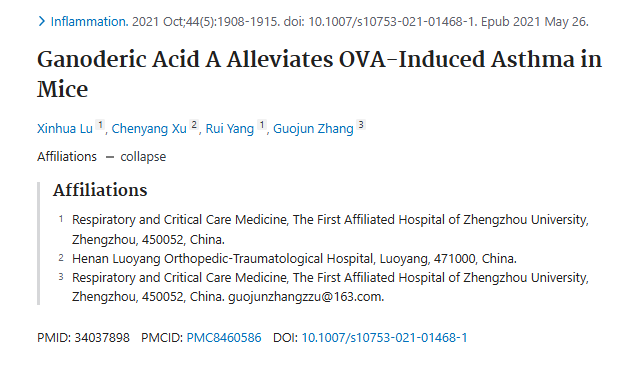 Inflammation. 2021 Oct;44(5):1908-1915. doi: 10.1007/s10753-021-01468-1. Epub 2021 May 26.
Ganoderic Acid A Alleviates OVA-Induced Asthma in
Mice
Xinhua Lu 1, Chenyang Xu 2, Rui Yang 1, Guojun Zhang 3
Affiliations – collapse
Affiliations
1 Respiratory and Critical Care Medicine, The First Affiliated Hospital of Zhengzhou University,
Zhengzhou, 450052, China.
2 Henan Luoyang Orthopedic-Traumatological Hospital, Luoyang, 471000, China.
3 Respiratory and Critical Care Medicine, The First Affiliated Hospital of Zhengzhou University,
Zhengzhou, 450052, China. guojunzhangzzu@163.com.
PMID: 34037898 PMCID: PMC8460586 DOI: 10.1007/s10753-021-01468-1